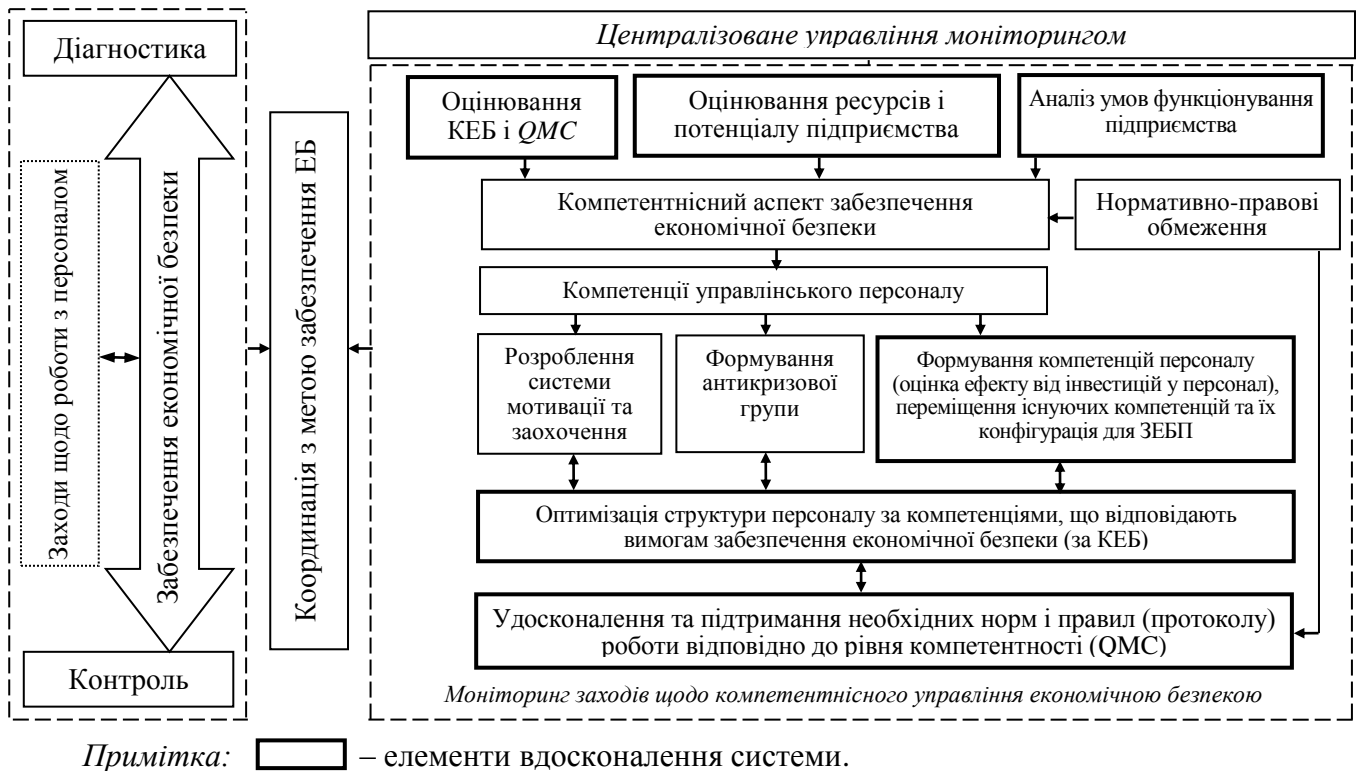 Діагностика
Заходи щодо роботи з персоналом
Забезпечення економічної безпеки
Контроль
Координація з метою забезпечення ЕБ
Централізоване управління моніторингом
Оцінювання
КЕБ і QMC
Оцінювання ресурсів і
потенціалу підприємства
Аналіз умов функціонування
підприємства
Компетентнісний аспект забезпечення
економічної безпеки
Нормативно-правові
обмеження
Компетенції управлінського персоналу
Розроблення
системи
мотивації та
заохочення
Формування
антикризової
групи
Формування компетенцій персоналу
(оцінка ефекту від інвестицій у персонал),
переміщення існуючих компетенцій та їх
конфігурація для ЗЕБП
Оптимізація структури персоналу за компетенціями, що відповідають
вимогам забезпечення економічної безпеки (за КЕБ)
Удосконалення та підтримання необхідних норм і правил (протоколу)
роботи відповідно до рівня компетентності (QMC)
Моніторинг заходів щодо компетентнісного управління економічною безпекою
Примітка: – елементи вдосконалення системи.